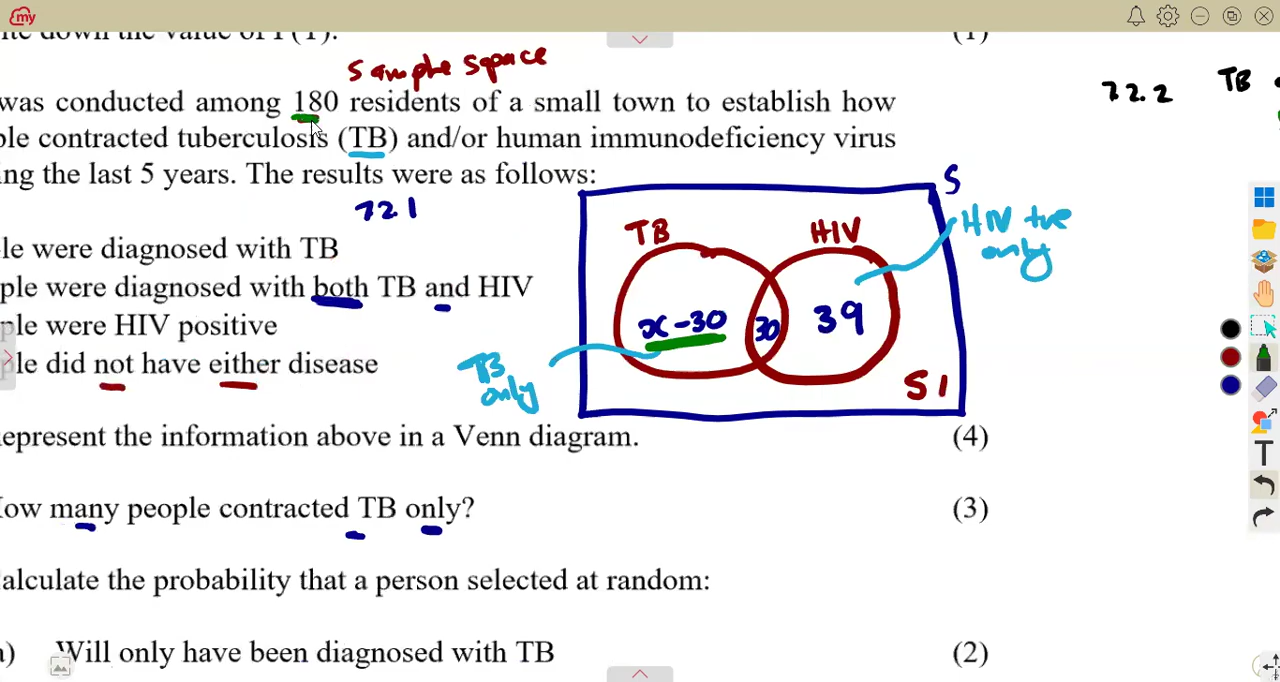 my
(1)
sample space
was conducted among 180 residents of a small town to establish how
7 2.2 TB
ple contracted tuberculosis (TB) and/or human immunodeficiency virus
ing the last 5 years. The results were as follows:
S
7 2.1
TB HIV
HIV +ve only
le were diagnosed with TB
ple were diagnosed with both TB and HIV
x - 30 30 39
ple were HIV positive
ple did not have either disease
TB only
51
epresent the information above in a Venn diagram. (4)
ow many people contracted TB only? (3)
alculate the probability that a person selected at random:
) Will only have been diagnosed with TB (2)
T